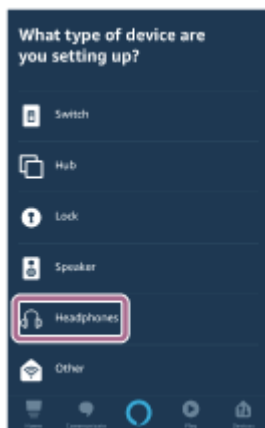 What type of device are
you setting up?
Switch
Hub
Lock
Speaker
Headphones
Other